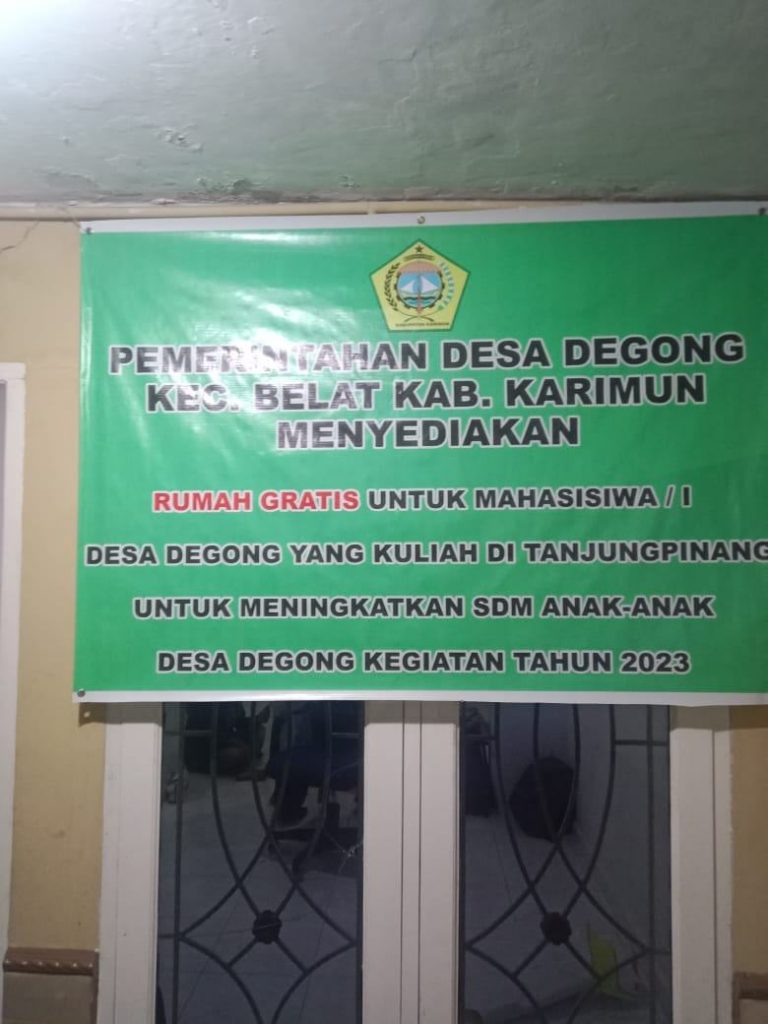 PEMERINTAHAN DESA DEGONG
KEC. BELAT KAB. KARIMUN
MENYEDIAKAN
RUMAH GRATIS UNTUK MAHASISIWA / I
DESA DEGONG YANG KULIAH DI TANJUNGPINANG
UNTUK MENINGKATKAN SDM ANAK-ANAK
DESA DEGONG KEGIATAN TAHUN 2023